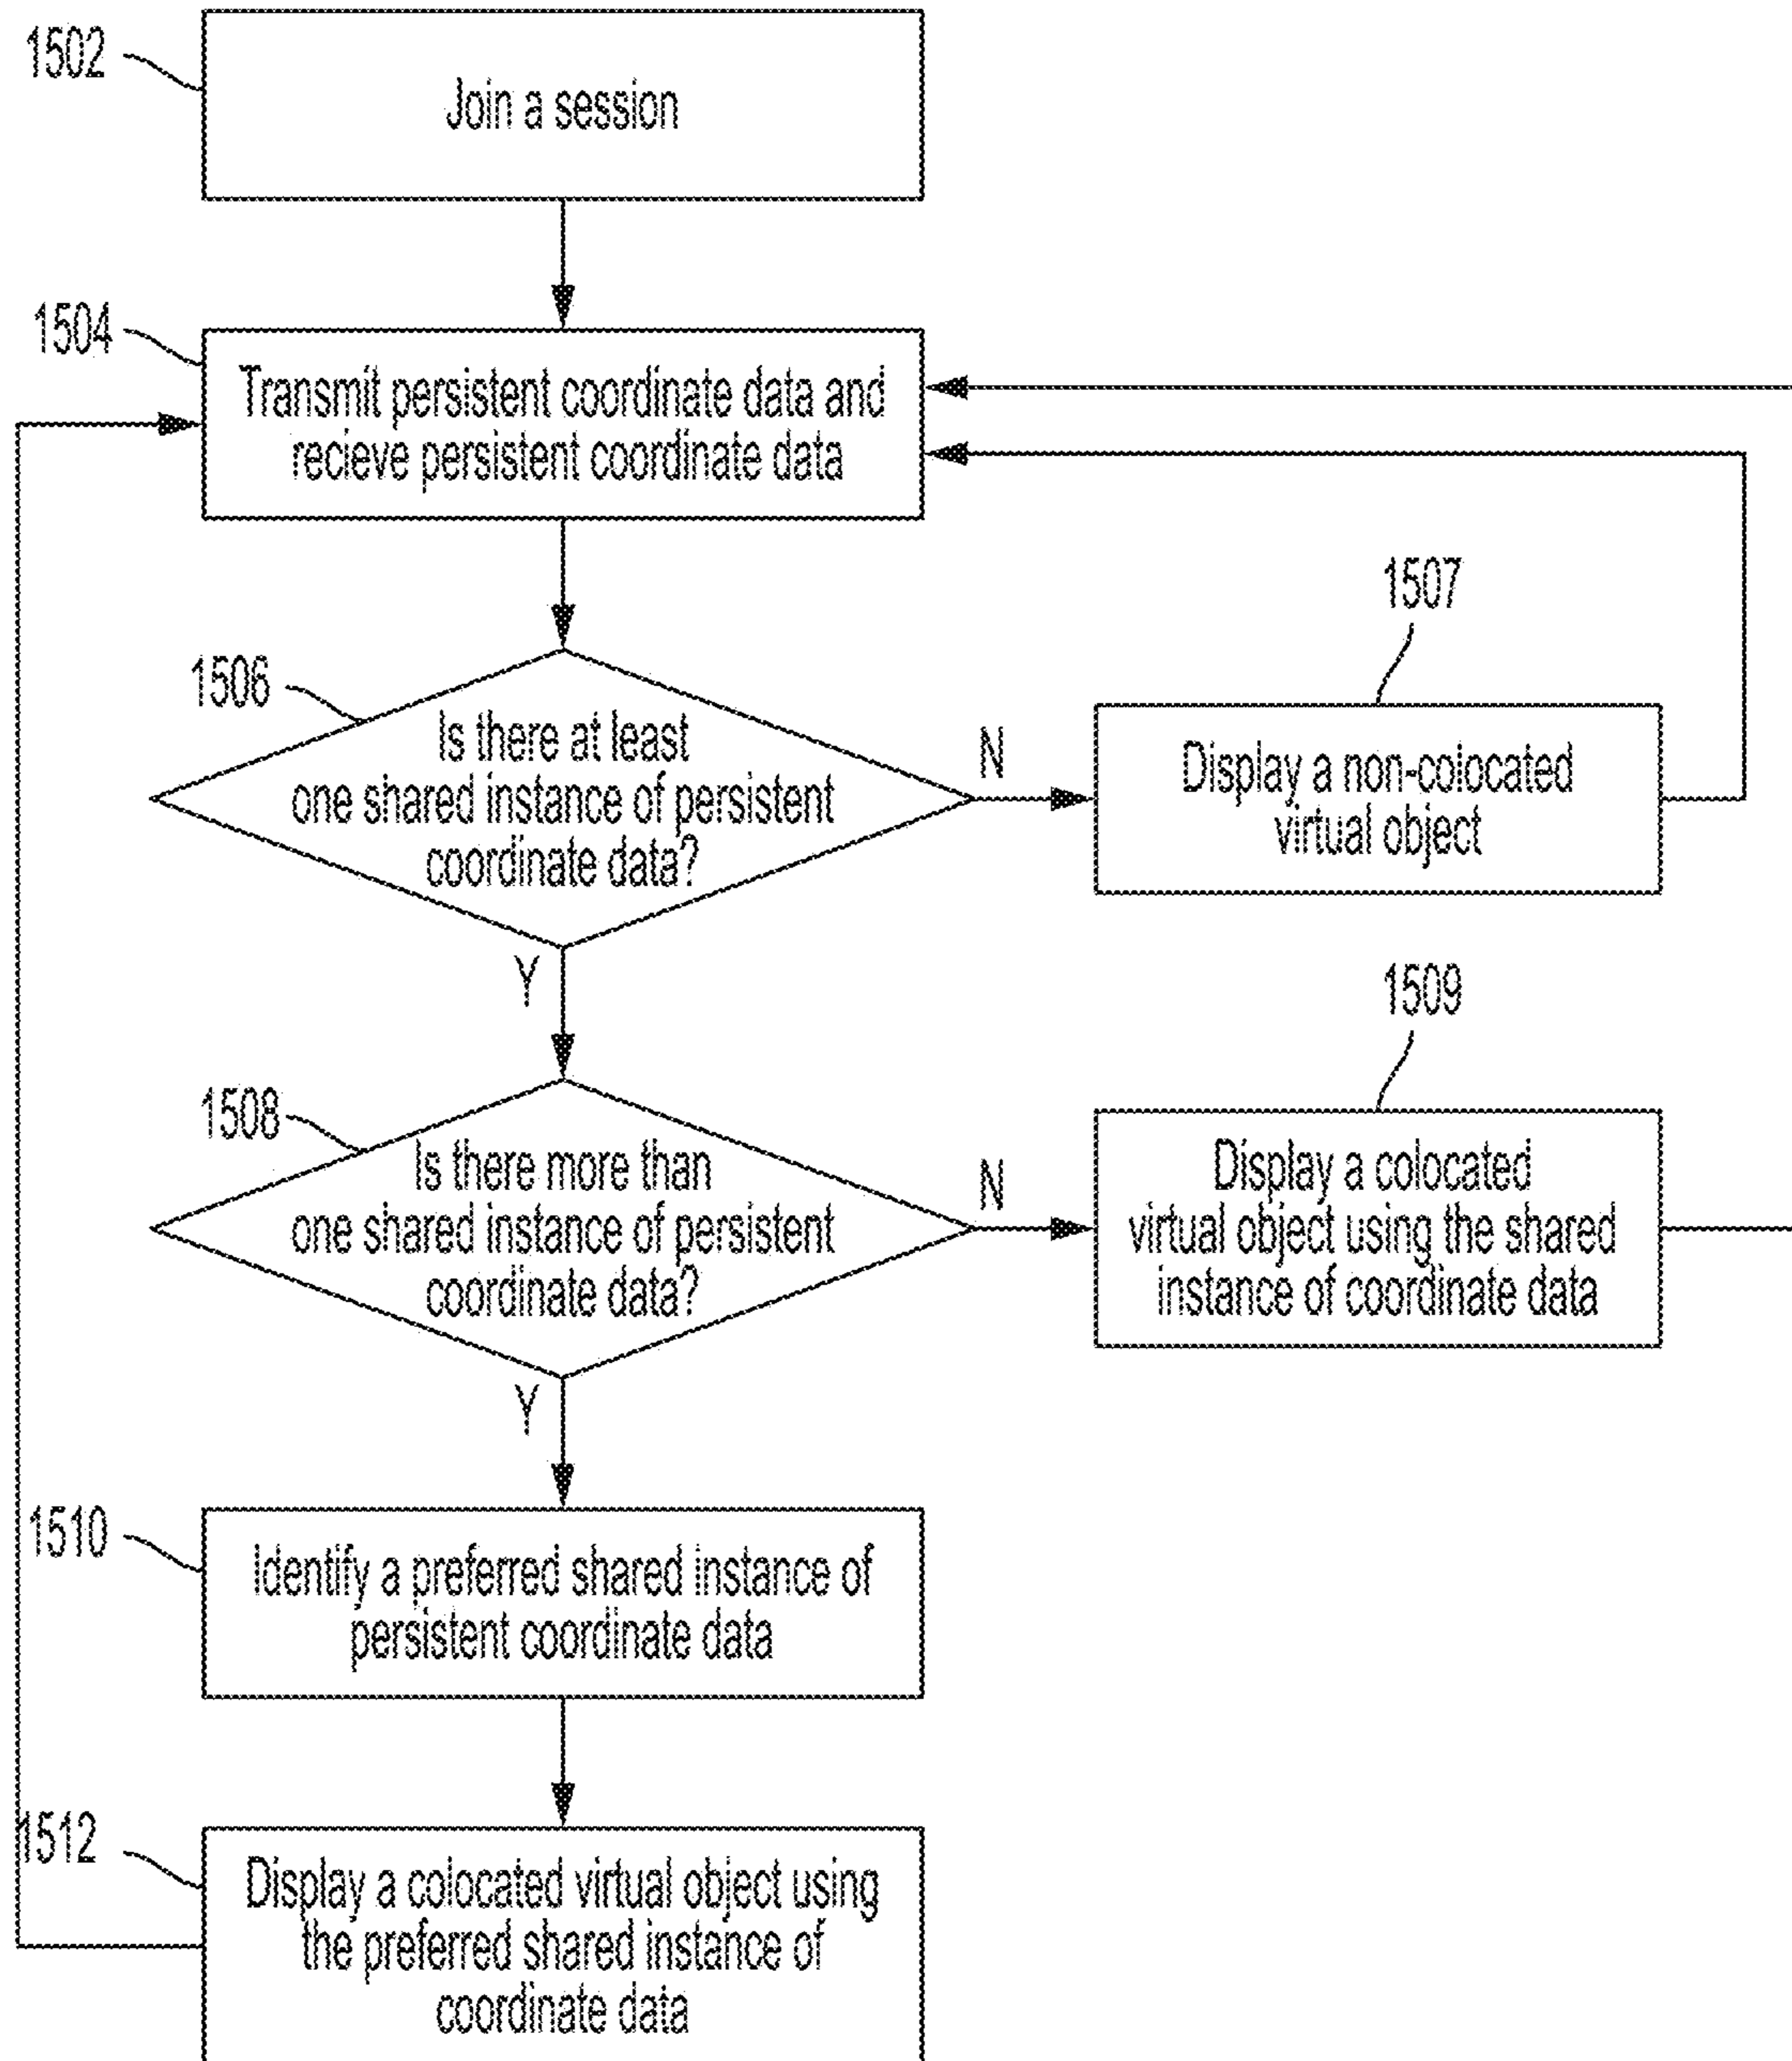 1502
Join a session
1504
Transmit persistent coordinate data and
recieve persistent coordinate data
1506
Is there at least
one shared instance of persistent
coordinate data?
N
1507
Display a non-colocated
virtual object
Y
1508
Is there more than
one shared instance of persistent
coordinate data?
N
1509
Display a colocated
virtual object using the shared
instance of coordinate data
Y
1510
Identify a preferred shared instance of
persistent coordinate data
1512
Display a colocated virtual object using
the preferred shared instance of
coordinate data